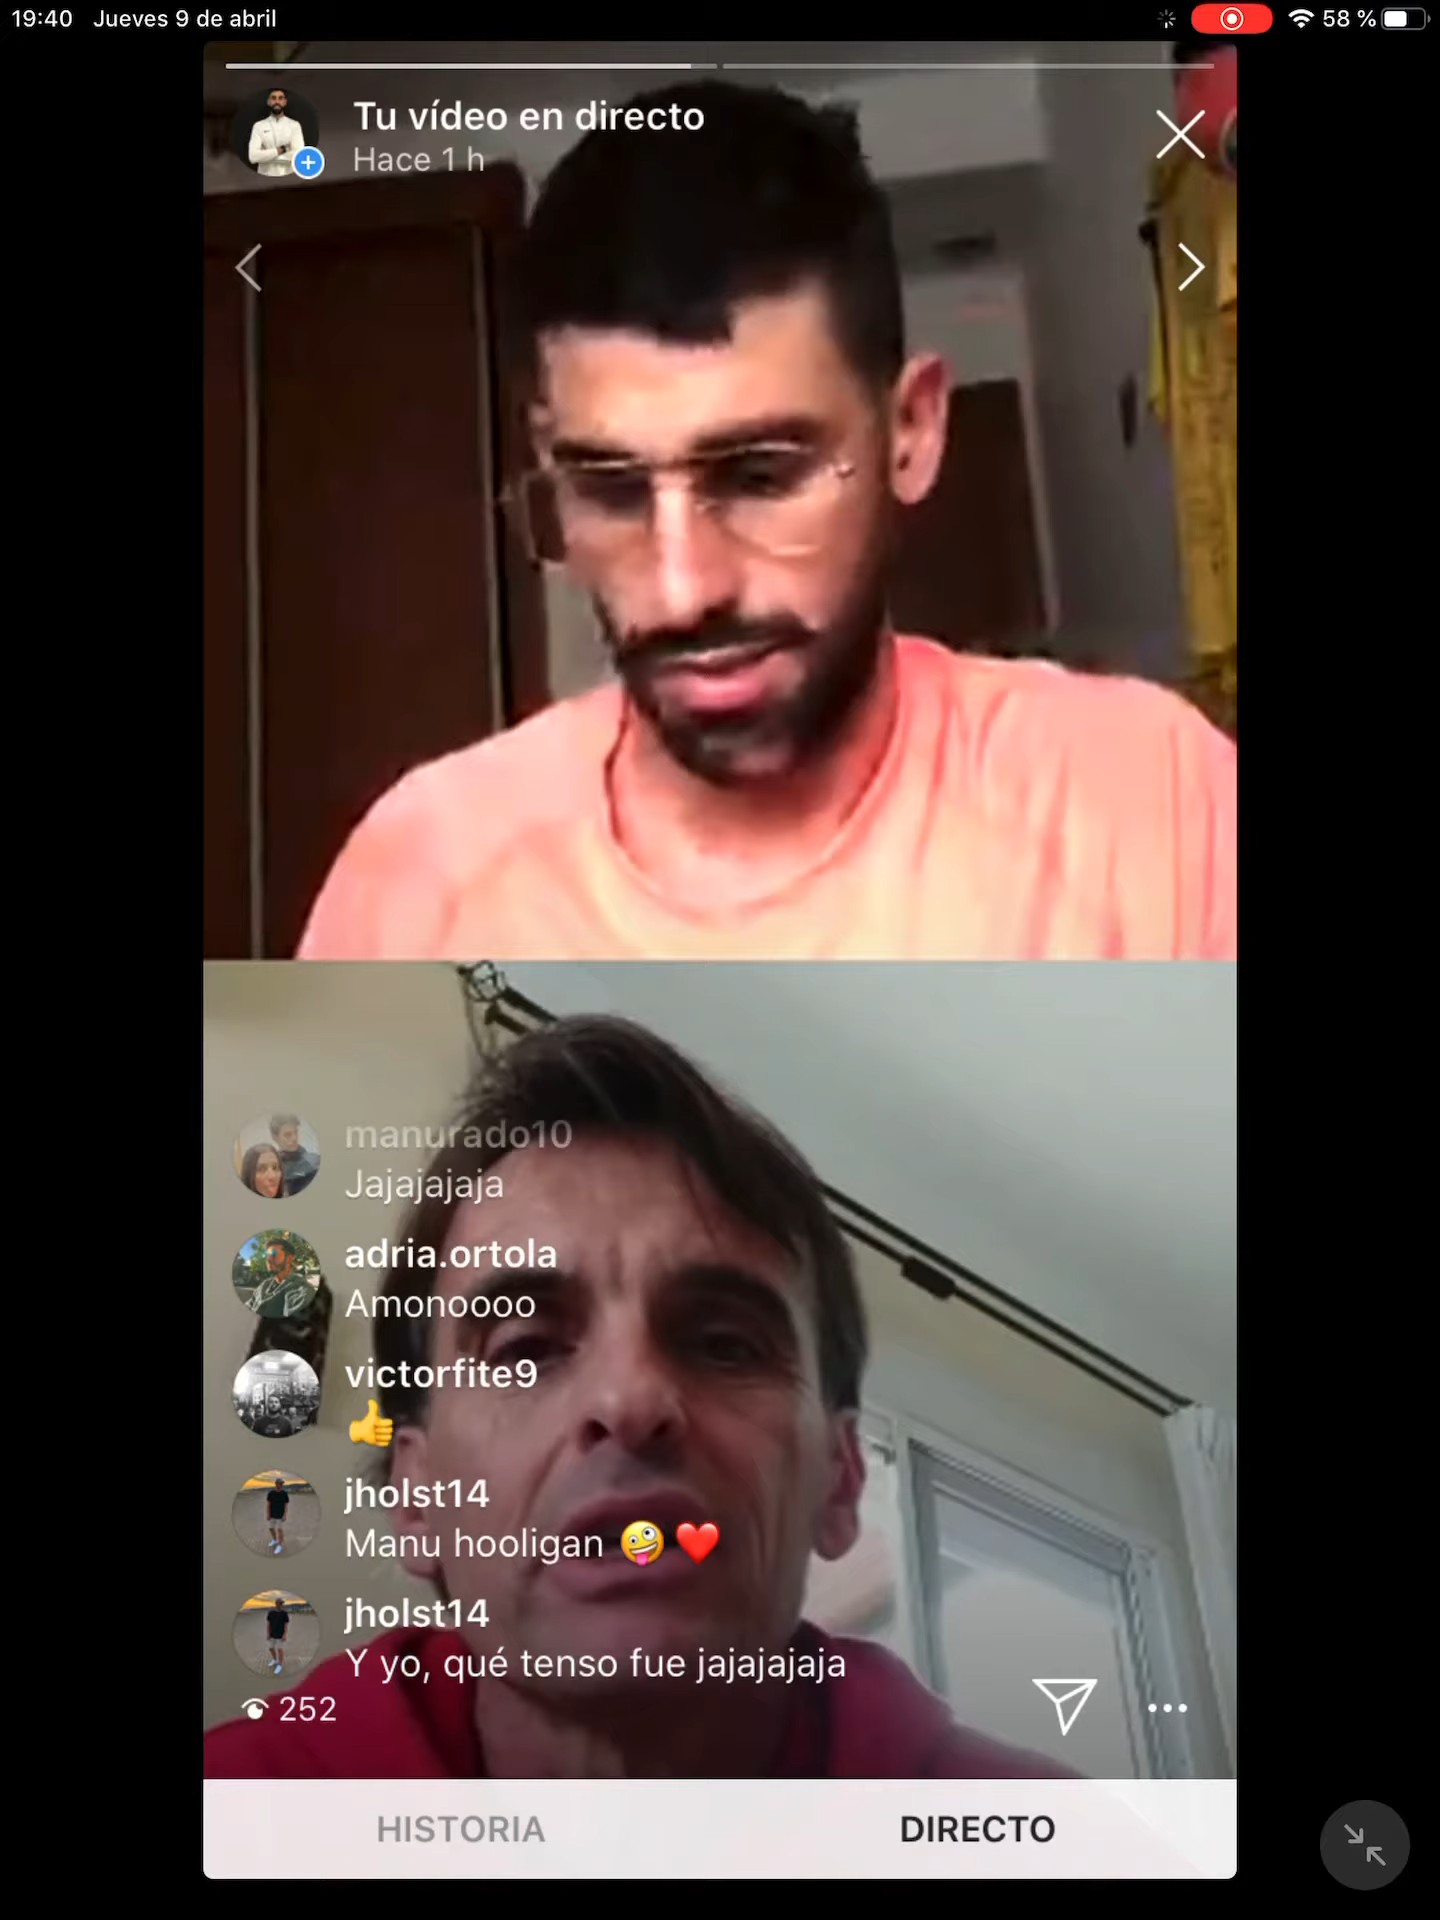 19:40 Jueves 9 de abril
58 %
Tu vídeo en directo
Hace 1 h
manurado10
Jajajajaja
adria.ortola
Amonoooo
victorfite9
👍
jholst14
Manu hooligan 🤪 ❤️
jholst14
Y yo, qué tenso fue jajajajaja
252
HISTORIA
DIRECTO